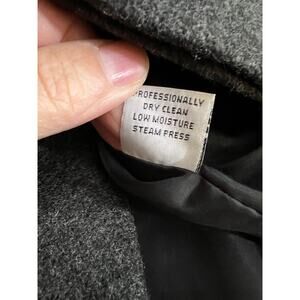 PROFESSIONALLY
DRY CLEAN
LOW MOISTURE
STEAM PRESS